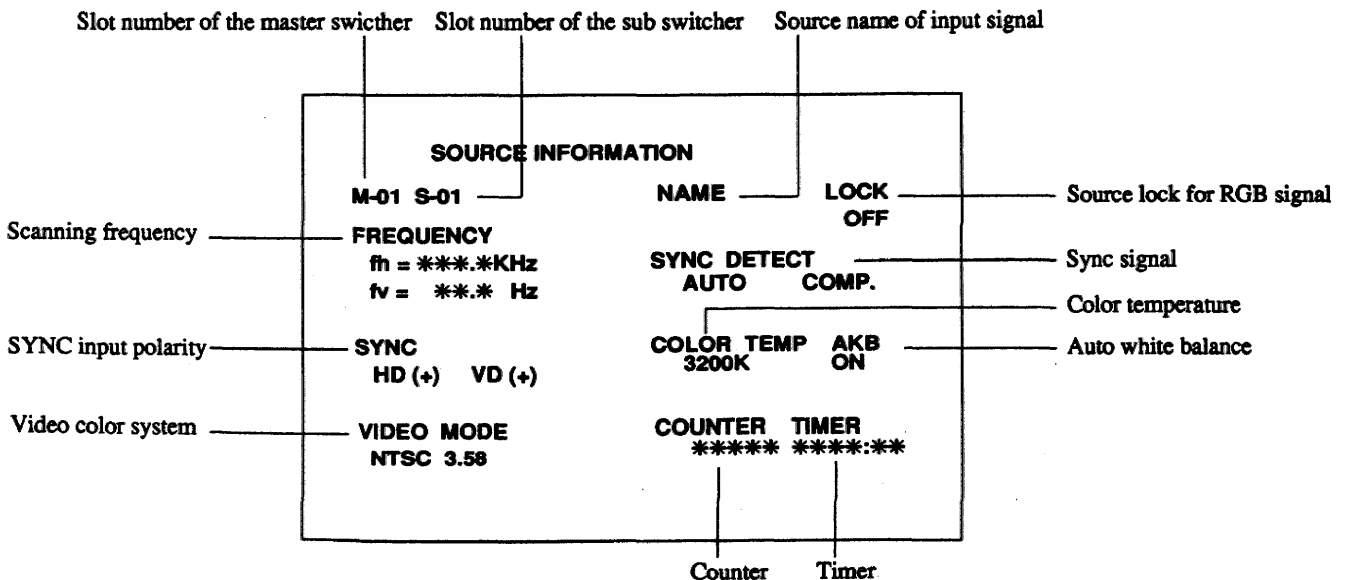 Slot number of the master swicther Slot number of the sub switcher Source name of input signal
SOURCE INFORMATION
M-01 S-01 NAME LOCK Source lock for RGB signal
OFF
Scanning frequency FREQUENCY
fh = ***.*KHz SYNC DETECT Sync signal
fv = **.* Hz AUTO COMP.
Color temperature
SYNC input polarity SYNC COLOR TEMP AKB Auto white balance
HD (+) VD (+) 3200K ON
Video color system VIDEO MODE COUNTER TIMER
NTSC 3.58 ***** ****:**
Counter Timer